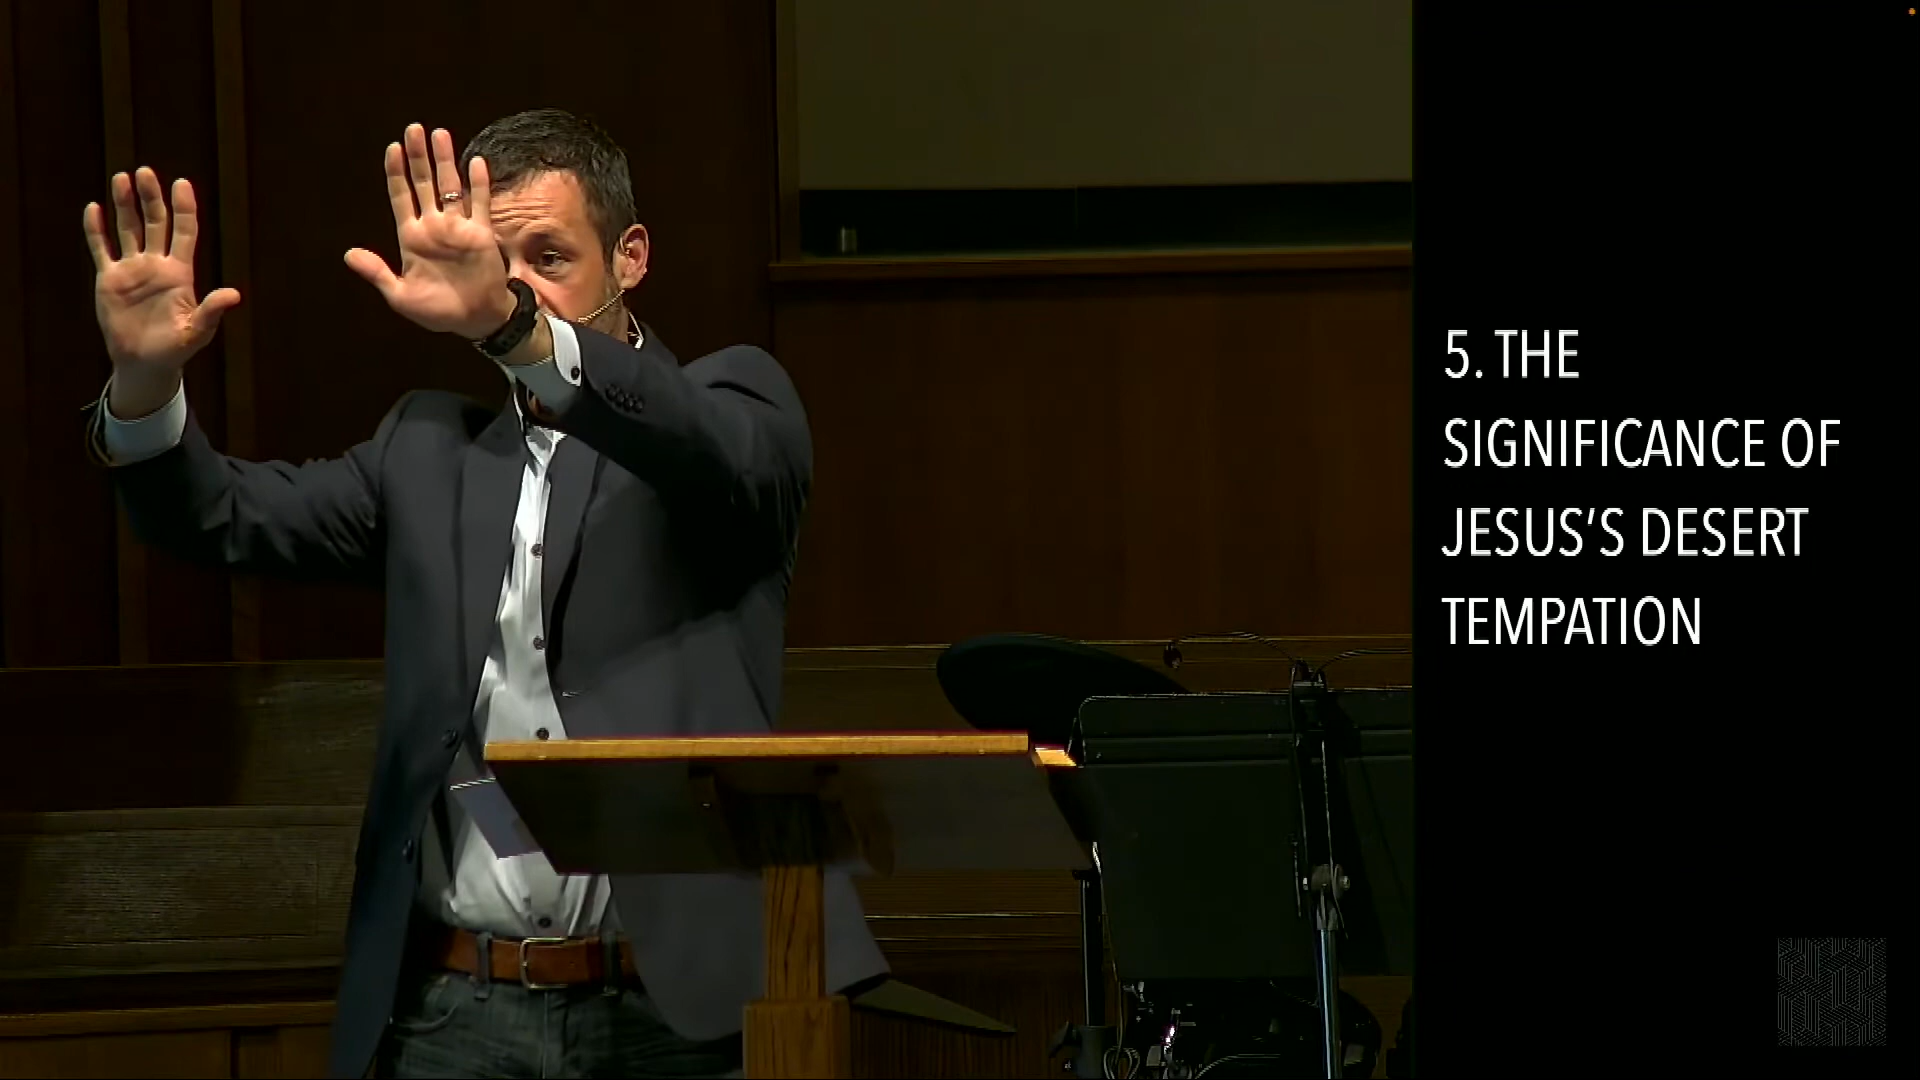 5. THE
SIGNIFICANCE OF
JESUS‘S DESERT
TEMPATION